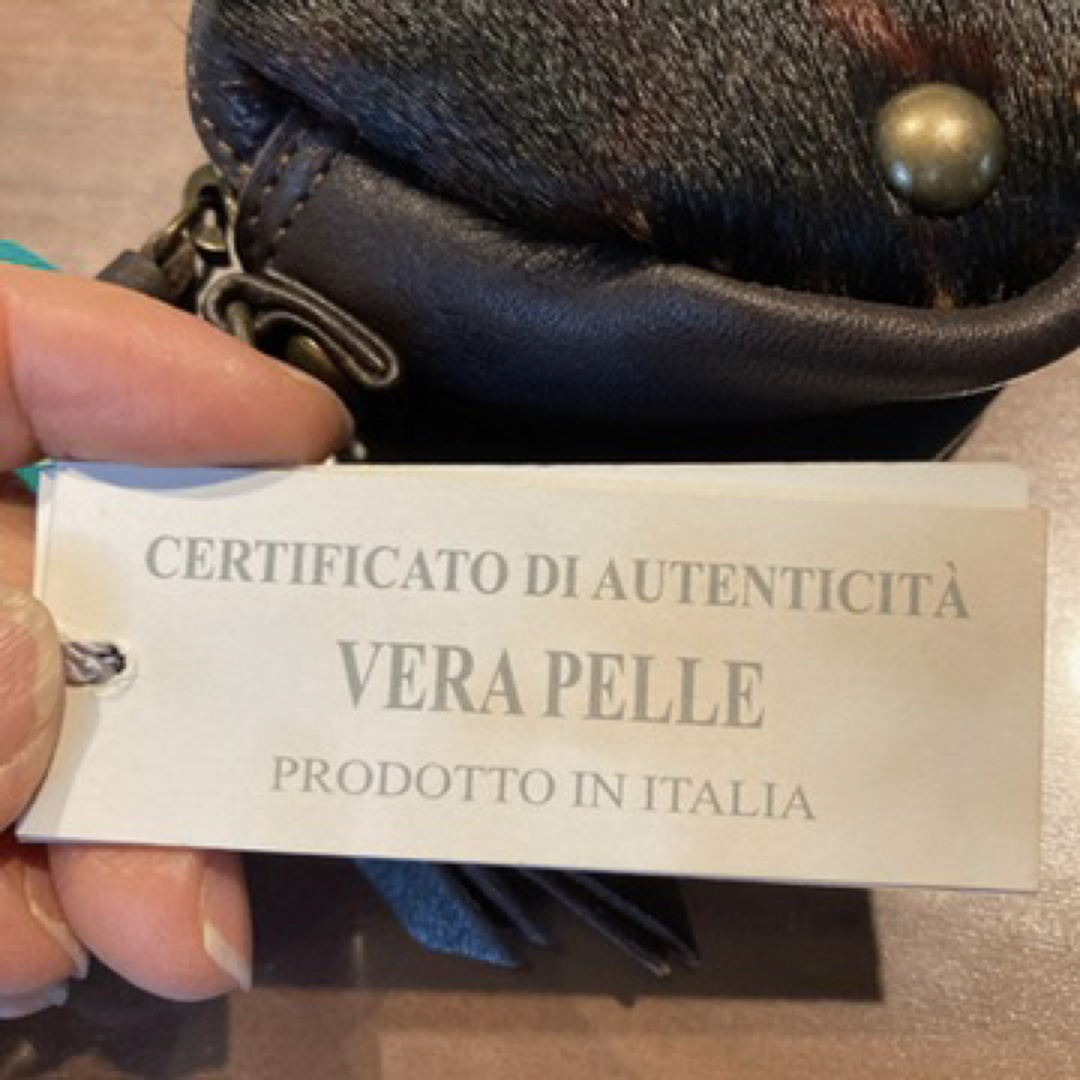 CERTIFICATO DI AUTENTICITÀ
VERA PELLE
PRODOTTO IN ITALIA